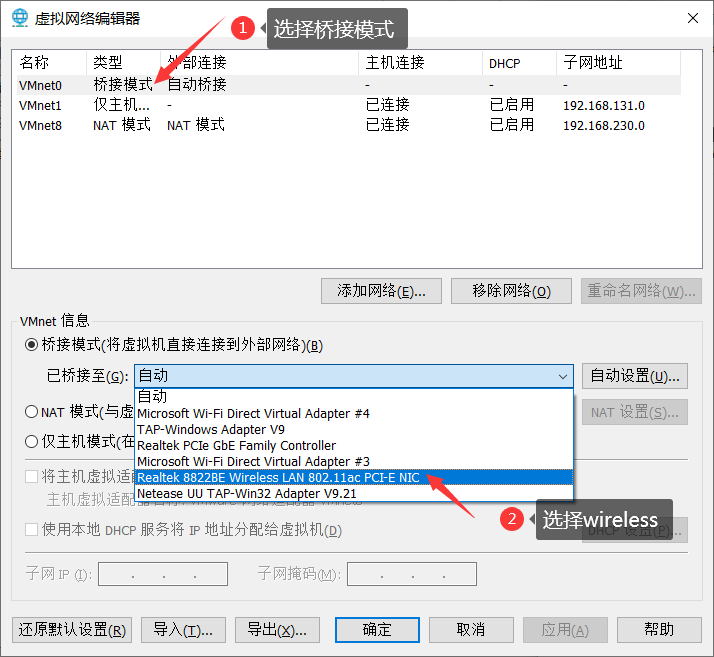 虚拟网络编辑器
1 选择桥接模式
名称 类型 外部连接 主机连接 DHCP 子网地址
VMnet0 桥接模式 自动桥接 - - -
VMnet1 仅主机... - 已连接 已启用 192.168.131.0
VMnet8 NAT 模式 NAT 模式 已连接 已启用 192.168.230.0
添加网络(E)... 移除网络(O) 重命名网络(W)...
VMnet 信息
桥接模式(将虚拟机直接连接到外部网络)(B)
已桥接至(G): 自动 自动设置(U)...
自动
NAT 模式(与虚 Microsoft Wi-Fi Direct Virtual Adapter #4 NAT 设置(S)...
TAP-Windows Adapter V9
仅主机模式(在 Realtek PCIe GbE Family Controller
Microsoft Wi-Fi Direct Virtual Adapter #3
将主机虚拟适 Realtek 8822BE Wireless LAN 802.11ac PCI-E NIC
Netease UU TAP-Win32 Adapter V9.21
主机虚拟适
2 选择wireless
使用本地 DHCP 服务将 IP 地址分配给虚拟机(D) DHCP 设置(P)...
子网 IP (I): . . . 子网掩码(M): . . .
还原默认设置(R) 导入(T)... 导出(X)... 确定 取消 应用(A) 帮助